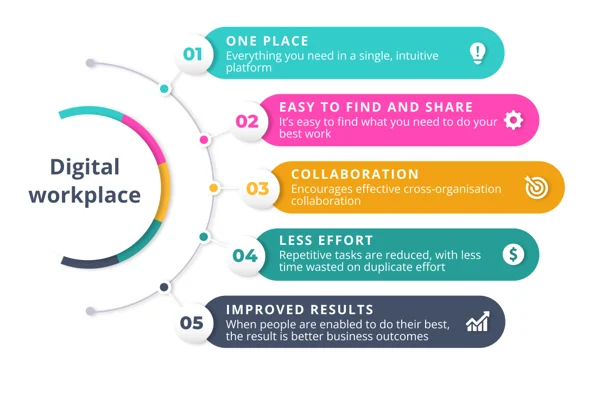 Digital
workplace
01
ONE PLACE
Everything you need in a single, intuitive
platform
02
EASY TO FIND AND SHARE
It's easy to find what you need to do your
best work
03
COLLABORATION
Encourages effective cross-organisation
collaboration
04
LESS EFFORT
Repetitive tasks are reduced, with less
time wasted on duplicate effort
$
05
IMPROVED RESULTS
When people are enabled to do their best,
the result is better business outcomes